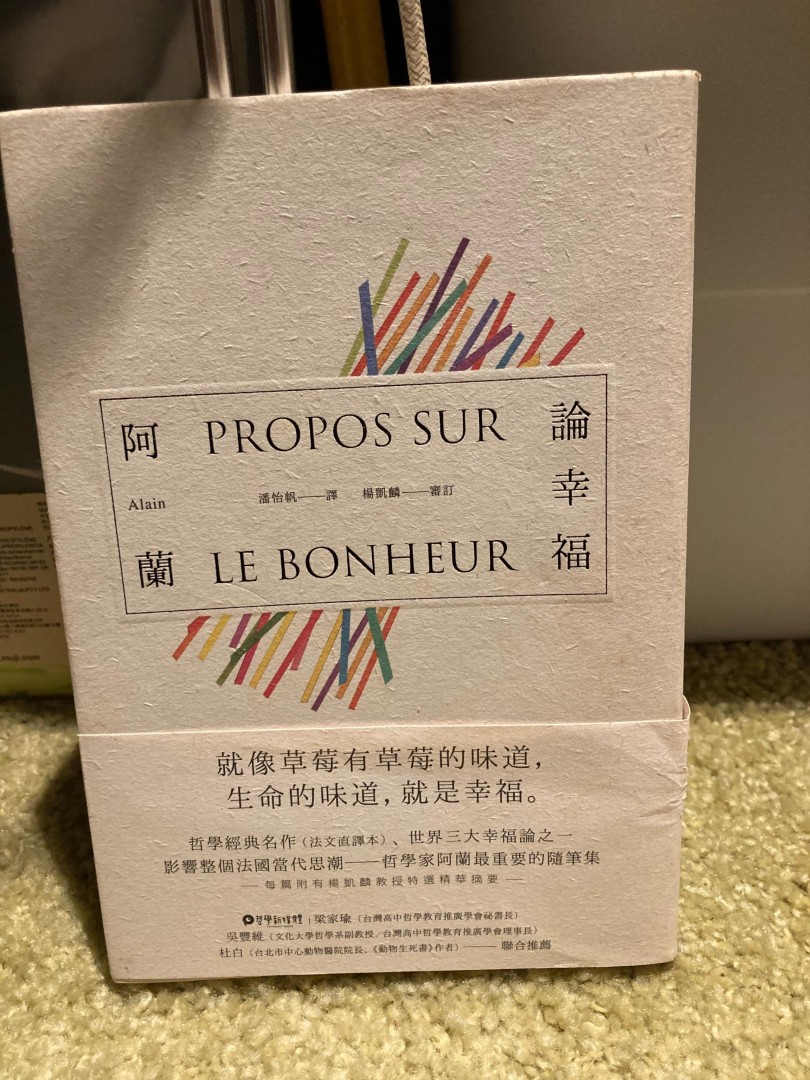 阿蘭
Alain
PROPOS SUR
LE BONHEUR
潘怡帆——譯 楊凱麟——審訂
論幸福
就像草莓有草莓的味道，
生命的味道，就是幸福。
哲學經典名作（法文直譯本）、世界三大幸福論之一
影響整個法國當代思潮——哲學家阿蘭最重要的隨筆集
—每篇附有楊凱麟教授特選精華摘要—
哲學新媒體｜梁家瑜（台灣高中哲學教育推廣學會祕書長）
吳豐維（文化大學哲學系副教授／台灣高中哲學教育推廣學會理事長）
杜白（台北市中心動物醫院院長、《動物生死書》作者）——聯合推薦
muji.com